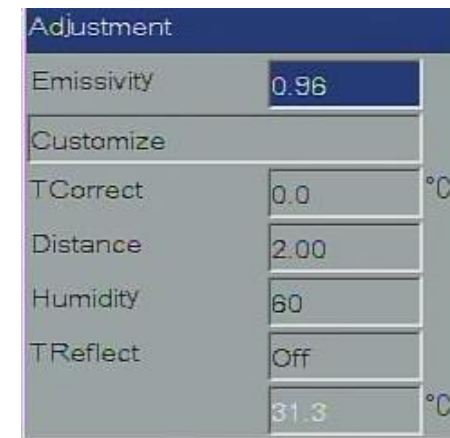 Adjustment
Emissivity 0.96
Customize
TCorrect 0.0 °C
Distance 2.00
Humidity 60
TReflect Off
31.3 °C